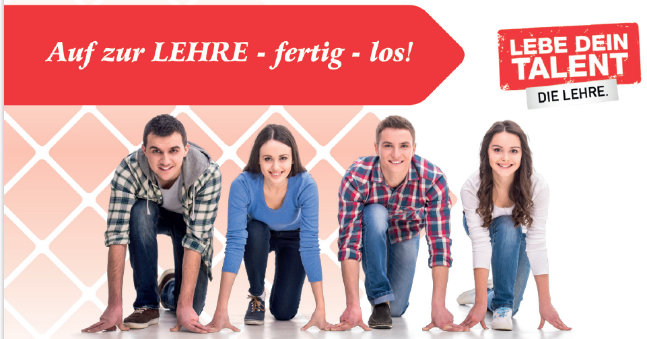 Auf zur LEHRE - fertig - los!
LEBE DEIN
TALENT
DIE LEHRE.